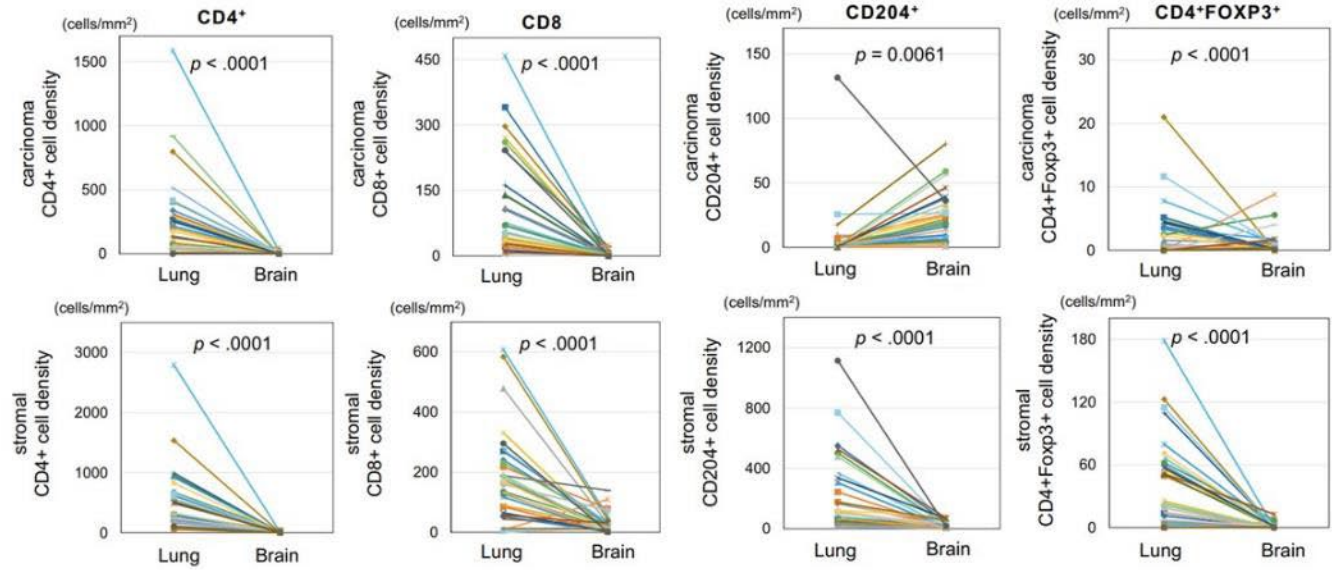 CD4⁺
(cells/mm²)
carcinoma
CD4+ cell density
1500
1000
500
0
p < .0001
Lung Brain
CD8
(cells/mm²)
carcinoma
CD8+ cell density
450
300
150
0
p < .0001
Lung Brain
CD204⁺
(cells/mm²)
carcinoma
CD204+ cell density
150
100
50
0
p = 0.0061
Lung Brain
CD4⁺FOXP3⁺
(cells/mm²)
carcinoma
CD4+Foxp3+ cell density
30
20
10
0
p < .0001
Lung Brain
(cells/mm²)
stromal
CD4+ cell density
3000
2000
1000
0
p < .0001
Lung Brain
(cells/mm²)
stromal
CD8+ cell density
600
400
200
0
p < .0001
Lung Brain
(cells/mm²)
stromal
CD204+ cell density
1200
800
400
0
p < .0001
Lung Brain
(cells/mm²)
stromal
CD4+Foxp3+ cell density
180
120
60
0
p < .0001
Lung Brain